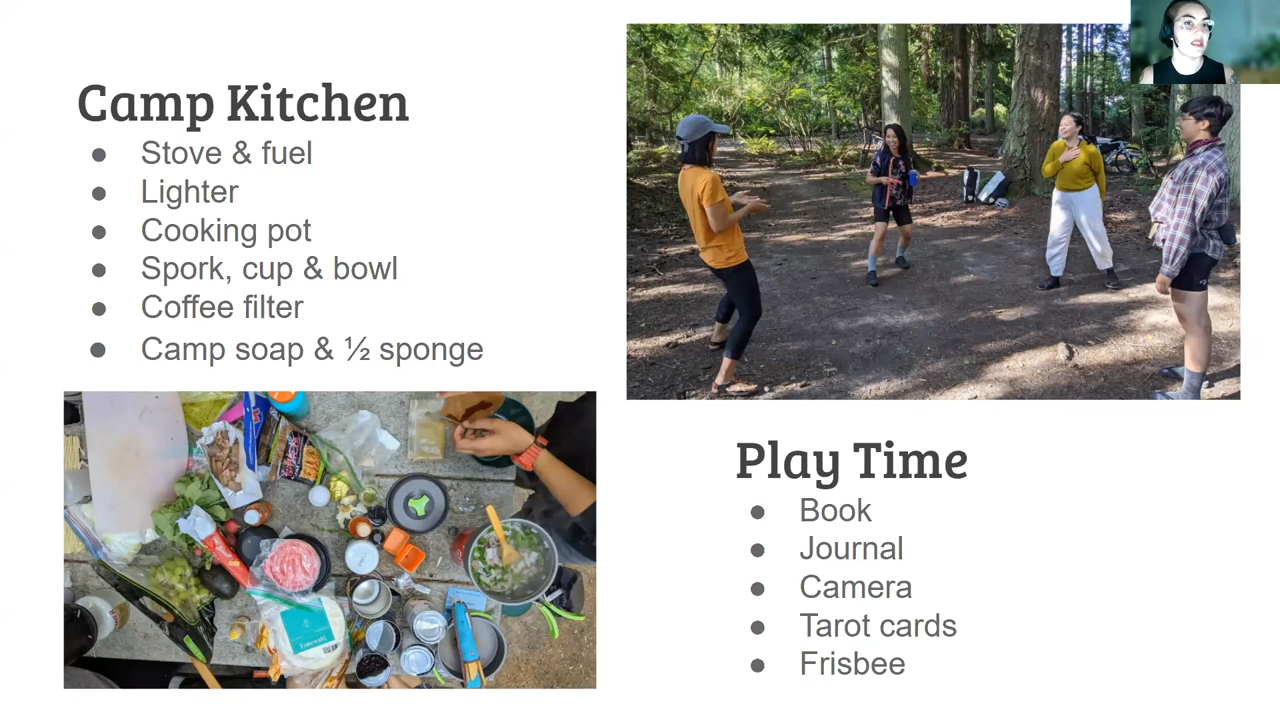 Camp Kitchen
● Stove & fuel
● Lighter
● Cooking pot
● Spork, cup & bowl
● Coffee filter
● Camp soap & ½ sponge
Play Time
● Book
● Journal
● Camera
● Tarot cards
● Frisbee